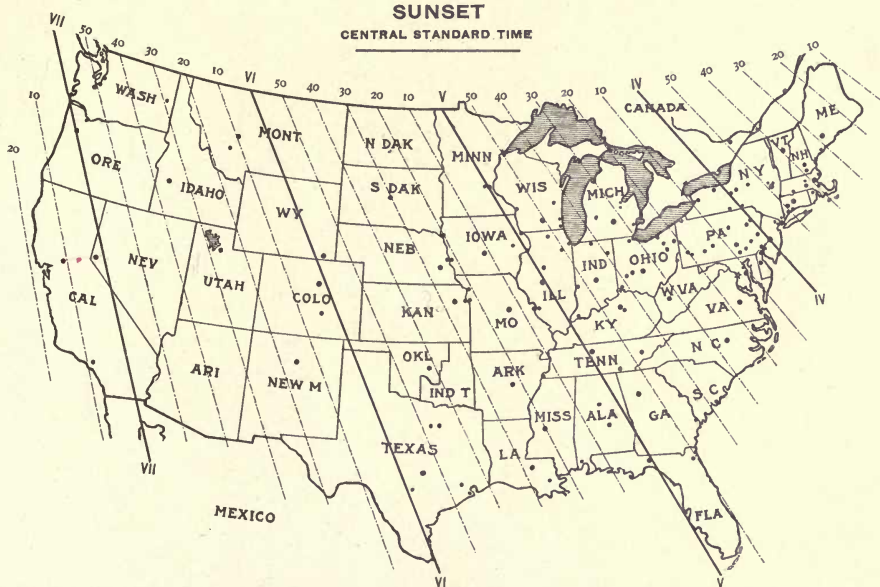 SUNSET
CENTRAL STANDARD TIME
VII
50
40
30
20
10
VI
50
40
30
20
10
V
50
40
30
20
10
IV
50
40
30
20
10
10
20
WASH
ORE
IDAHO
MONT
N DAK
MINN
CANADA
ME
VT
NH
N Y
WIS
MICH
S DAK
WY
NEV
CAL
UTAH
COLO
NEB
IOWA
ILL
IND
OHIO
PA
W VA
VA
KAN
MO
KY
N C
TENN
ARI
NEW M
OKL
IND T
ARK
MISS
ALA
GA
S C
TEXAS
LA
FLA
MEXICO
VII
VI
V
IV